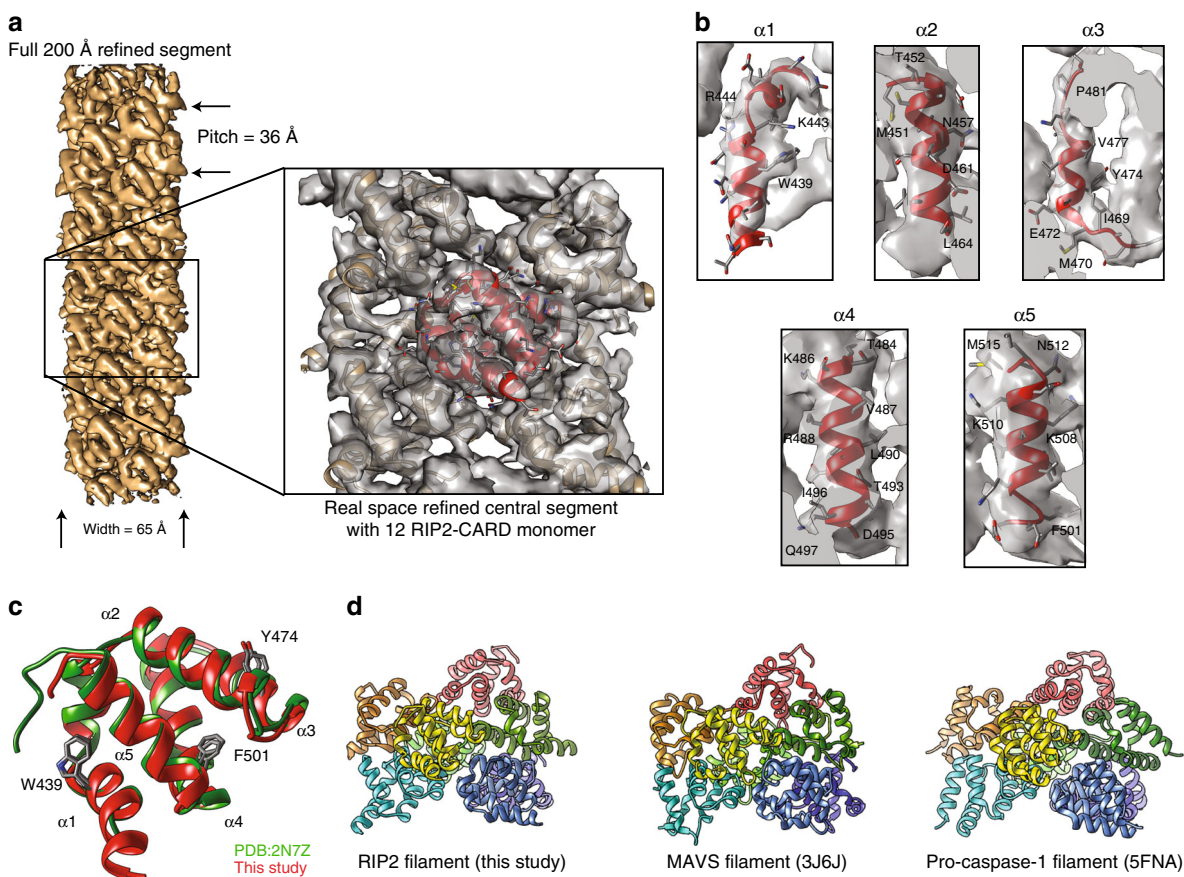 a
Full 200 Å refined segment
Pitch = 36 Å
Width = 65 Å
Real space refined central segment
with 12 RIP2-CARD monomer
b
α1
R444
K443
W439
α2
T452
M451
N457
D461
L464
α3
P481
V477
Y474
I469
E472
M470
α4
T484
K486
V487
R488
L490
T493
I496
D495
Q497
α5
M515
N512
K510
K508
F501
c
α2
Y474
α3
F501
α5
W439
α1
α4
PDB:2N7Z
This study
d
RIP2 filament (this study)
MAVS filament (3J6J)
Pro-caspase-1 filament (5FNA)